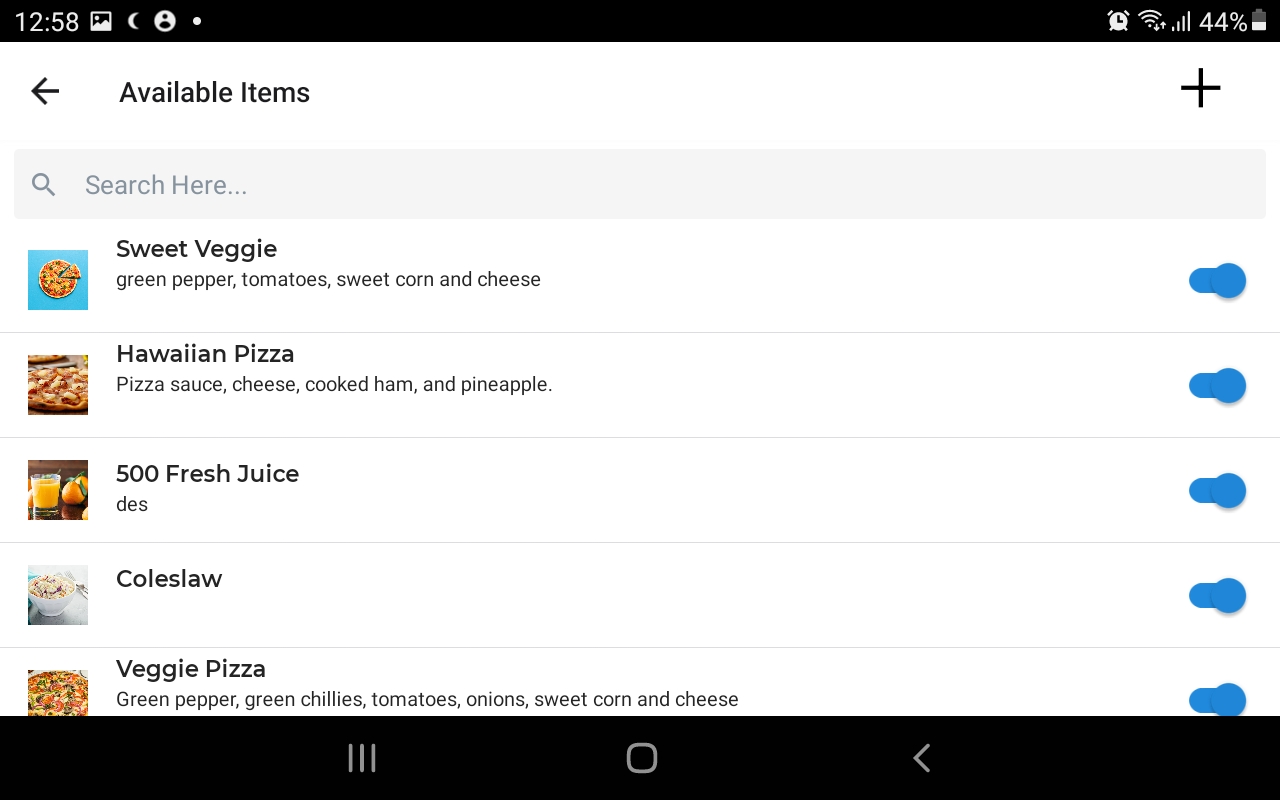 12:58
44%
Available Items
Search Here...
Sweet Veggie
green pepper, tomatoes, sweet corn and cheese
Hawaiian Pizza
Pizza sauce, cheese, cooked ham, and pineapple.
500 Fresh Juice
des
Coleslaw
Veggie Pizza
Green pepper, green chillies, tomatoes, onions, sweet corn and cheese